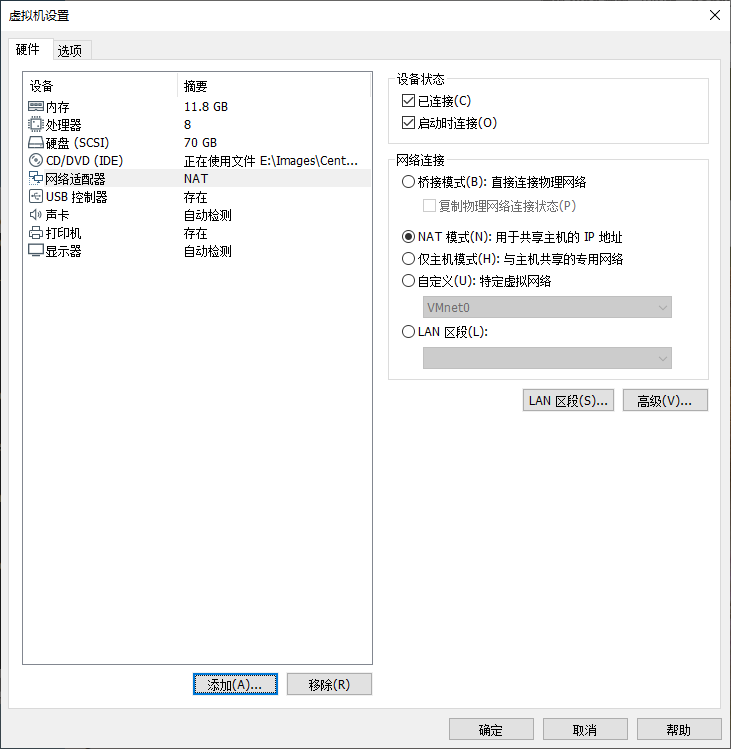 虚拟机设置
硬件 选项
设备 摘要
内存 11.8 GB
处理器 8
硬盘 (SCSI) 70 GB
CD/DVD (IDE) 正在使用文件 E:\Images\Cent...
网络适配器 NAT
USB 控制器 存在
声卡 自动检测
打印机 存在
显示器 自动检测
添加(A)... 移除(R)
设备状态
已连接(C)
启动时连接(O)
网络连接
桥接模式(B): 直接连接物理网络
复制物理网络连接状态(P)
NAT 模式(N): 用于共享主机的 IP 地址
仅主机模式(H): 与主机共享的专用网络
自定义(U): 特定虚拟网络
VMnet0
LAN 区段(L):
LAN 区段(S)... 高级(V)...
确定 取消 帮助